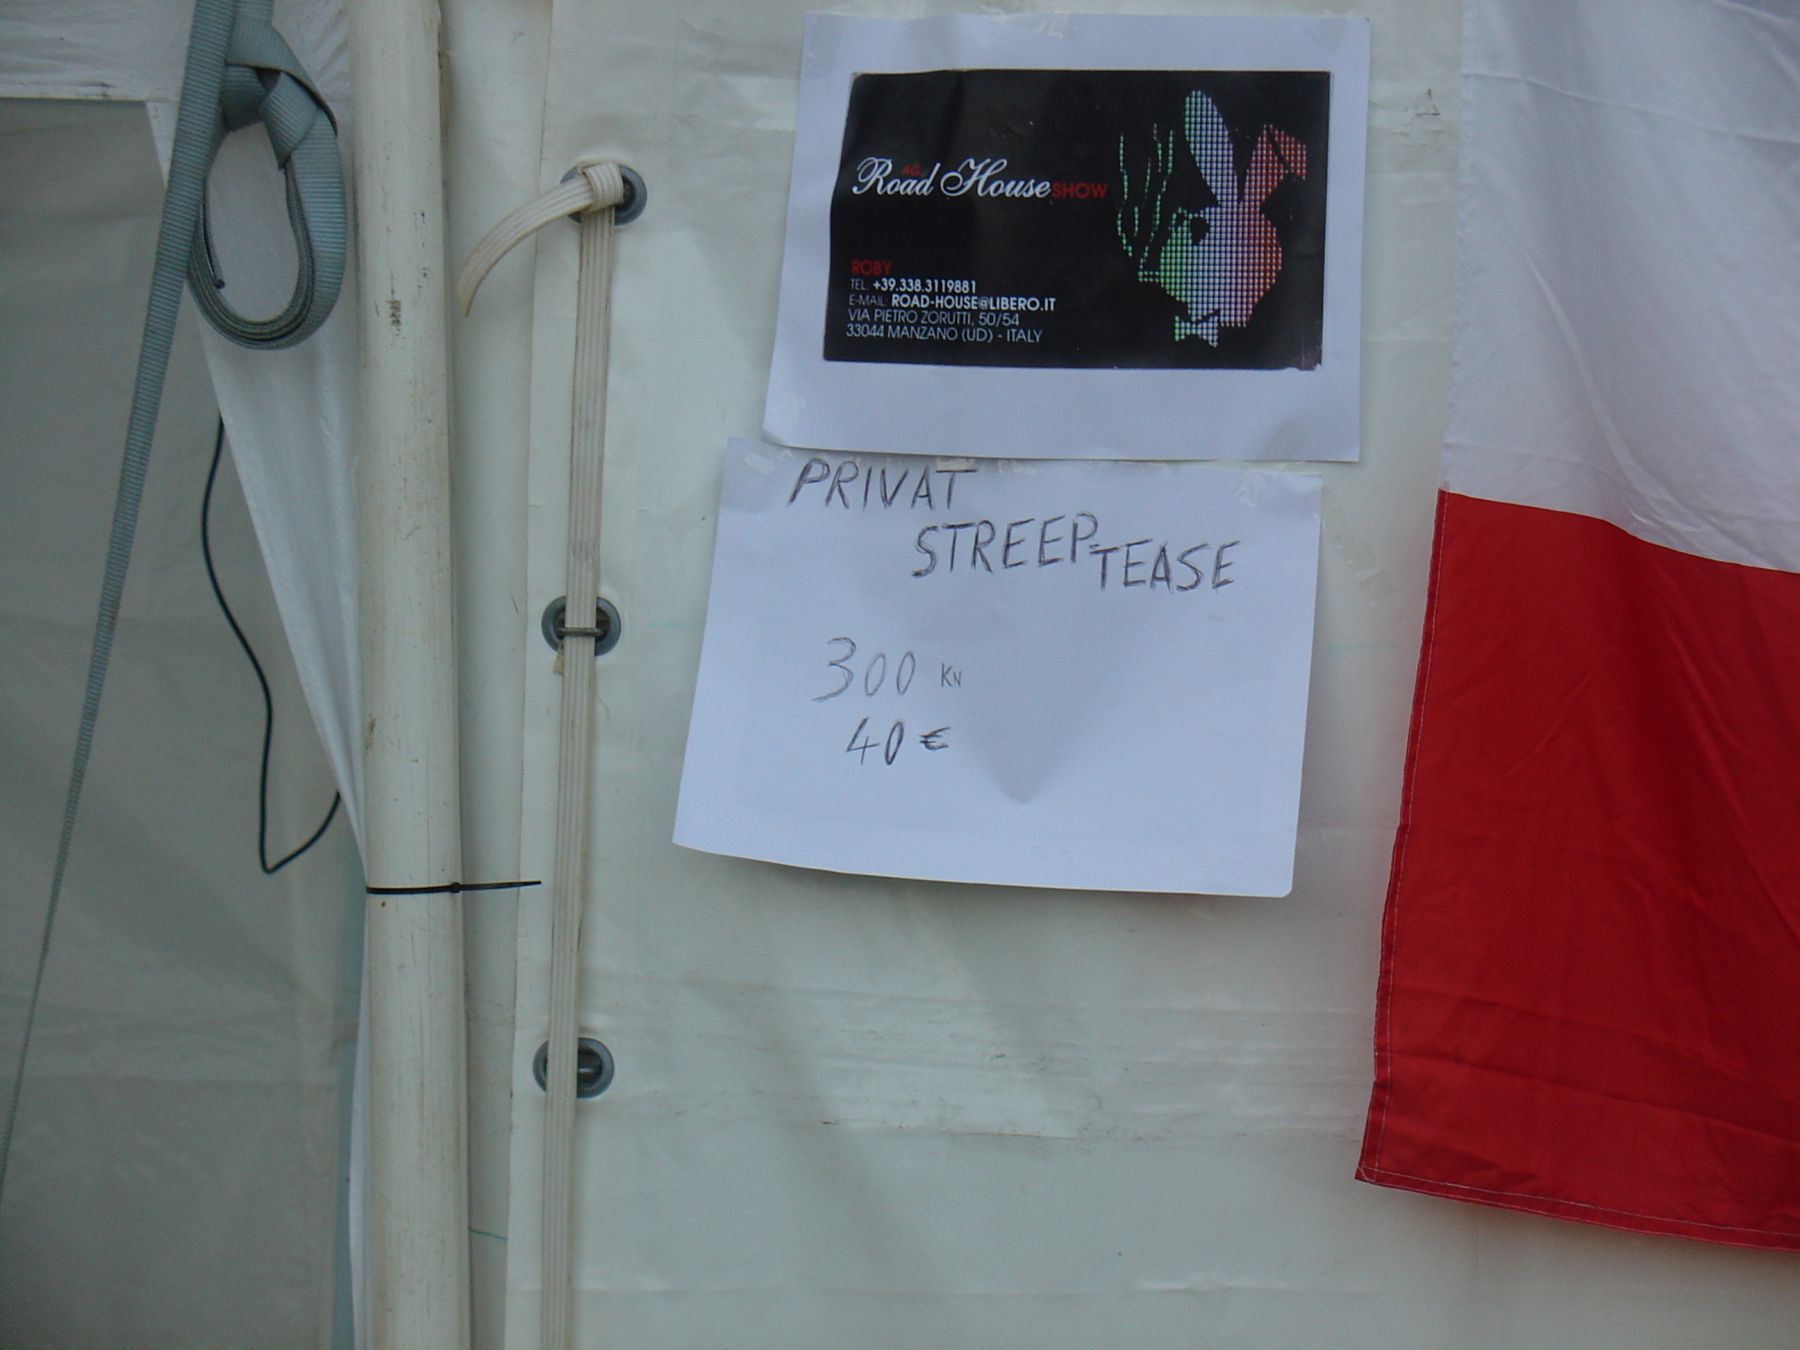 AG. Road House SHOW
ROBY
TEL. +39.338.3119881
E-MAIL: ROAD-HOUSE@LIBERO.IT
VIA PIETRO ZORUTTI, 50/54
33044 MANZANO (UD) - ITALY
PRIVAT
STREEP-TEASE
300 KN
40 €